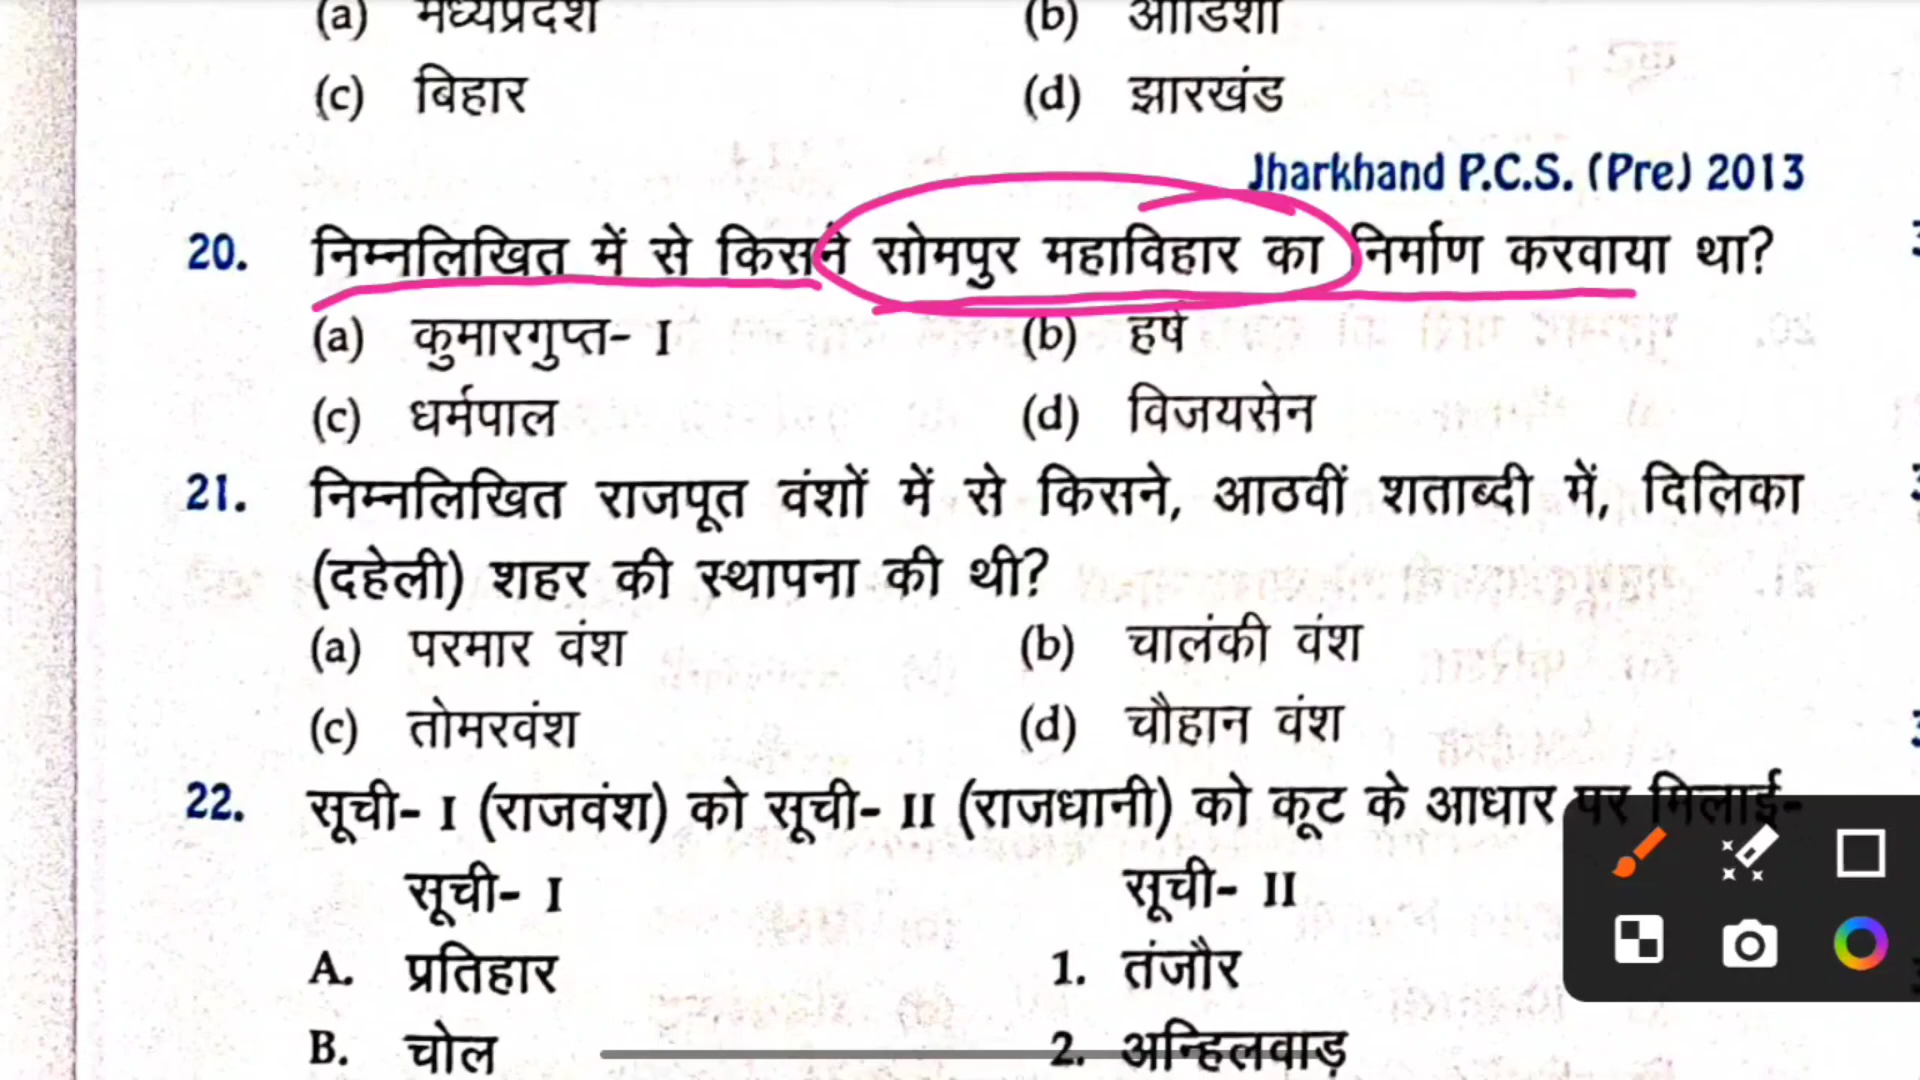 (a) मध्यप्रदेश (b) ओडिशा
(c) बिहार (d) झारखंड
Jharkhand P.C.S. (Pre) 2013
20. निम्नलिखित में से किसने सोमपुर महाविहार का निर्माण करवाया था?
(a) कुमारगुप्त- I (b) हर्ष
(c) धर्मपाल (d) विजयसेन
21. निम्नलिखित राजपूत वंशों में से किसने, आठवीं शताब्दी में, दिलिका
(दहेली) शहर की स्थापना की थी?
(a) परमार वंश (b) चालंकी वंश
(c) तोमरवंश (d) चौहान वंश
22. सूची- I (राजवंश) को सूची- II (राजधानी) को कूट के आधार पर मिलाई-
सूची- I सूची- II
A. प्रतिहार 1. तंजौर
B. चोल 2. अन्हिलवाड़